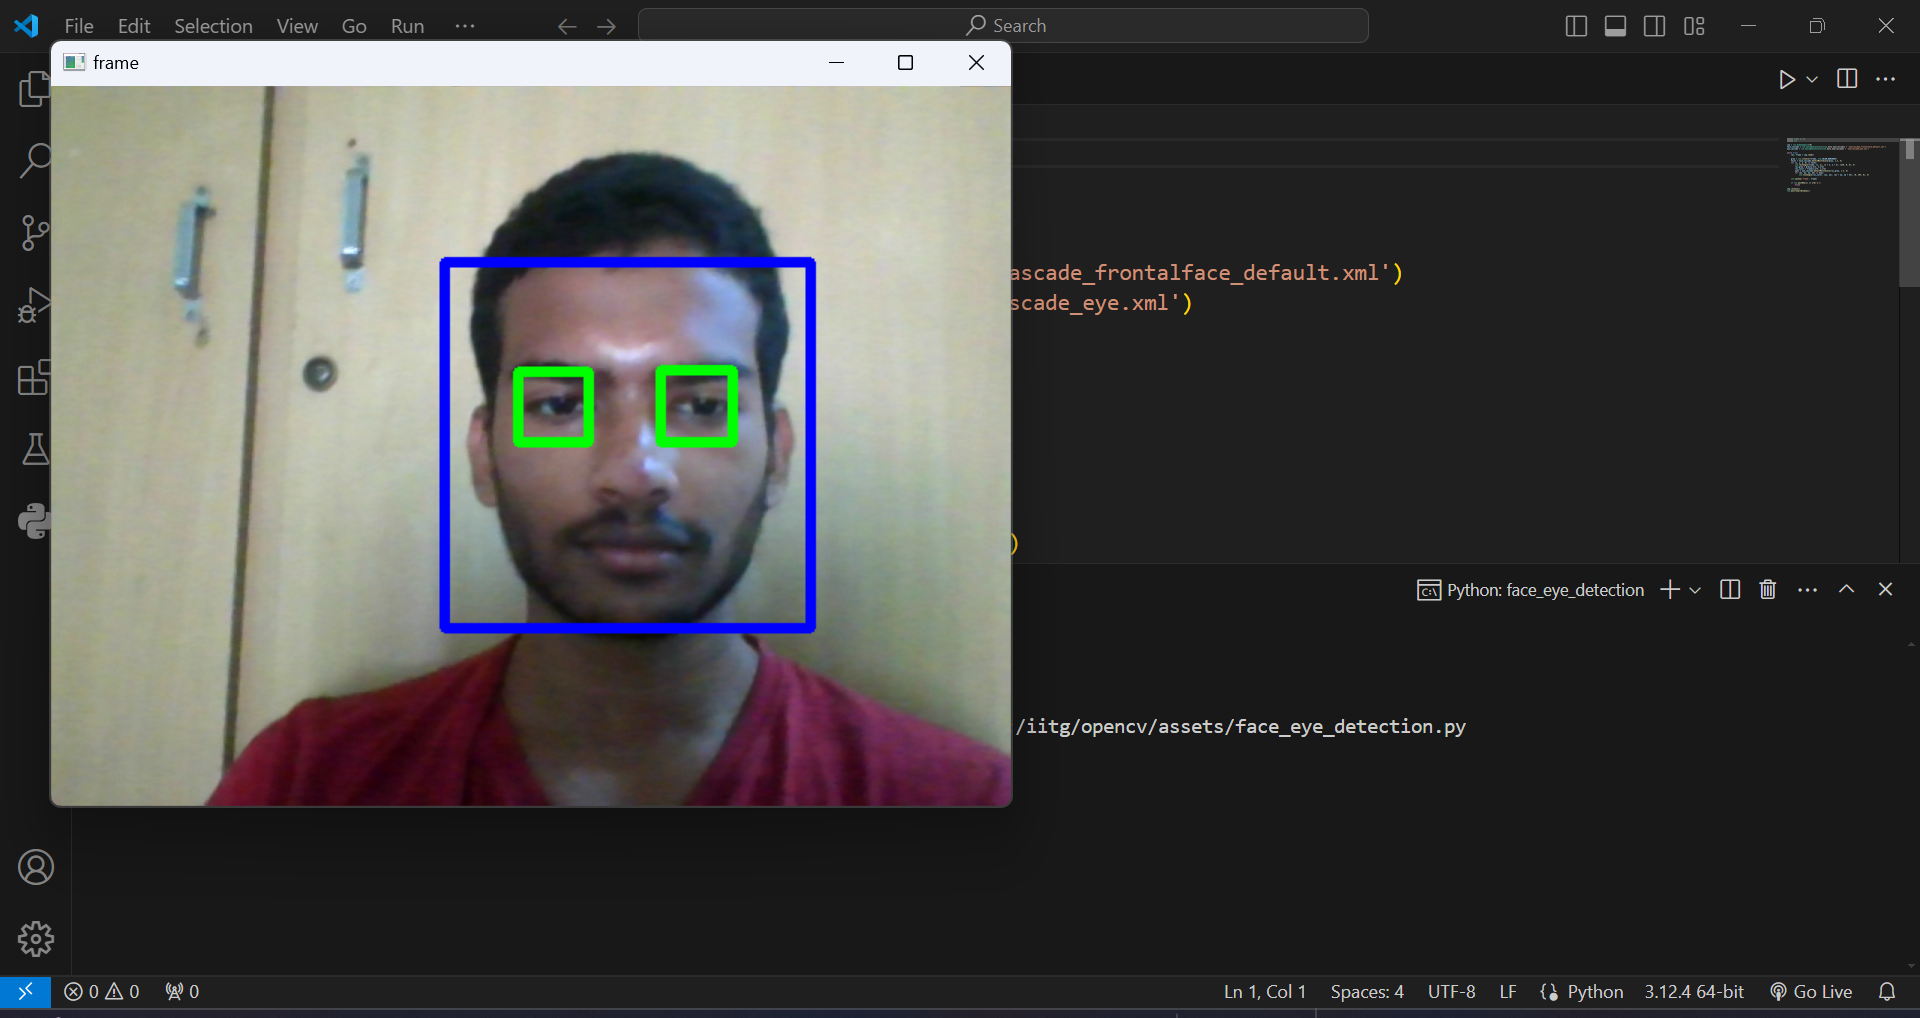 File Edit Selection View Go Run ··· Search
frame
ascade_frontalface_default.xml')
scade_eye.xml')
)
Python: face_eye_detection
/iitg/opencv/assets/face_eye_detection.py
0 0 0 Ln 1, Col 1 Spaces: 4 UTF-8 LF Python 3.12.4 64-bit Go Live